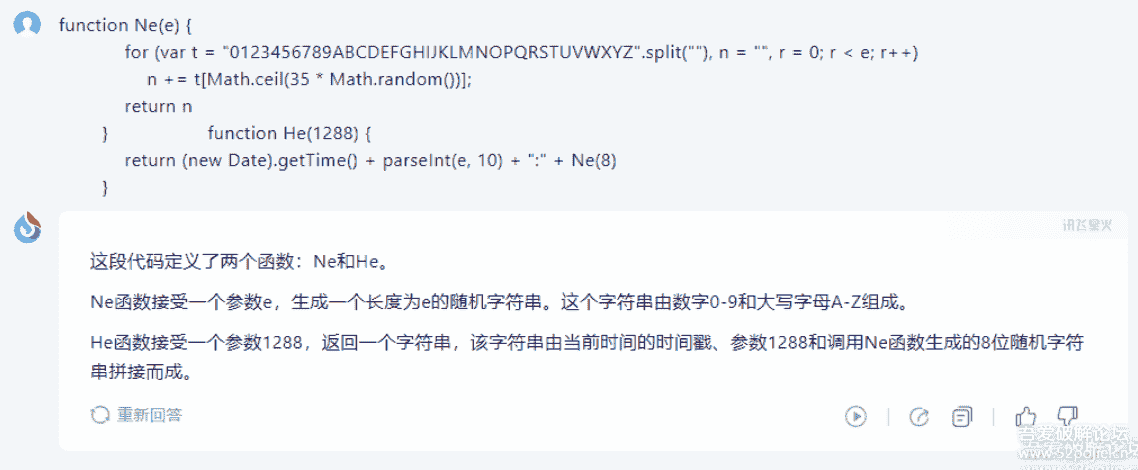 function Ne(e) {
for (var t = "0123456789ABCDEFGHIJKLMNOPQRSTUVWXYZ".split(""), n = "", r = 0; r < e; r++)
n += t[Math.ceil(35 * Math.random())];
return n
} function He(1288) {
return (new Date).getTime() + parseInt(e, 10) + ":" + Ne(8)
}
讯飞星火
这段代码定义了两个函数：Ne和He。
Ne函数接受一个参数e，生成一个长度为e的随机字符串。这个字符串由数字0-9和大写字母A-Z组成。
He函数接受一个参数1288，返回一个字符串，该字符串由当前时间的时间戳、参数1288和调用Ne函数生成的8位随机字符
串拼接而成。
重新回答
吾爱破解论坛
www.52pojie.cn